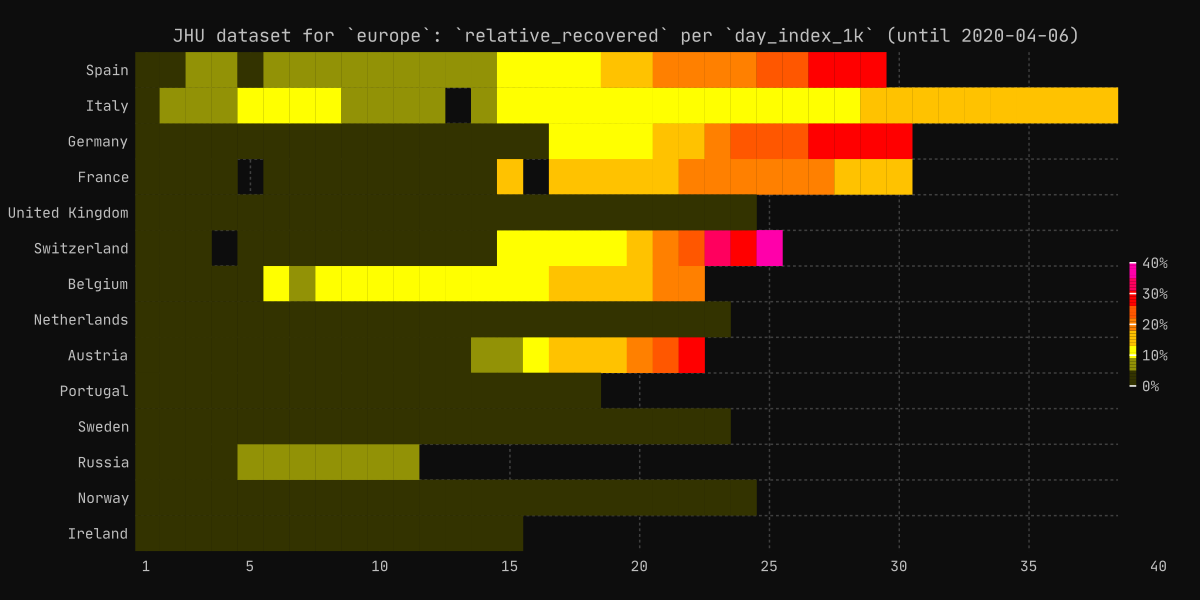 JHU dataset for `europe`: `relative_recovered` per `day_index_1k` (until 2020-04-06)
Spain
Italy
Germany
France
United Kingdom
Switzerland
Belgium
Netherlands
Austria
Portugal
Sweden
Russia
Norway
Ireland
40%
30%
20%
10%
0%
1 5 10 15 20 25 30 35 40